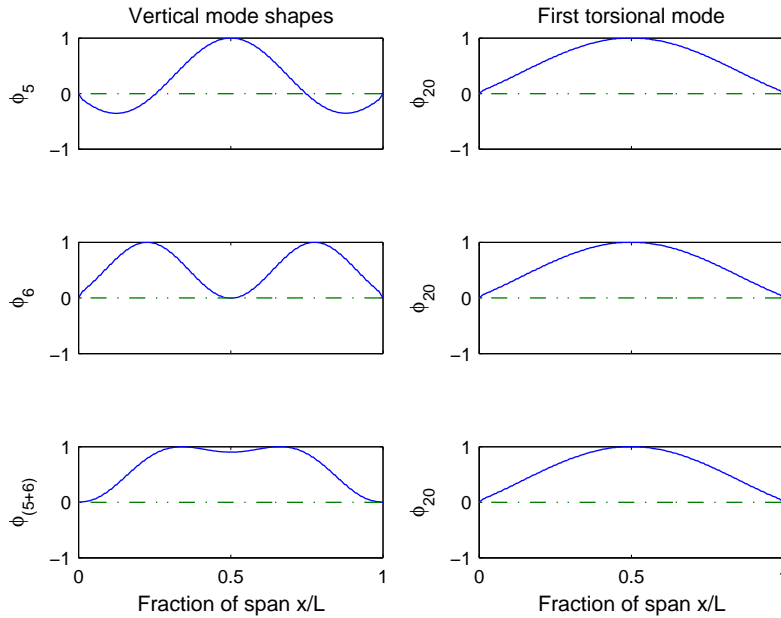 Vertical mode shapes
First torsional mode
1
0
−1
ϕ5
1
0
−1
ϕ20
1
0
−1
ϕ6
1
0
−1
ϕ20
1
0
−1
ϕ(5+6)
0
0.5
1
Fraction of span x/L
1
0
−1
ϕ20
0
0.5
1
Fraction of span x/L